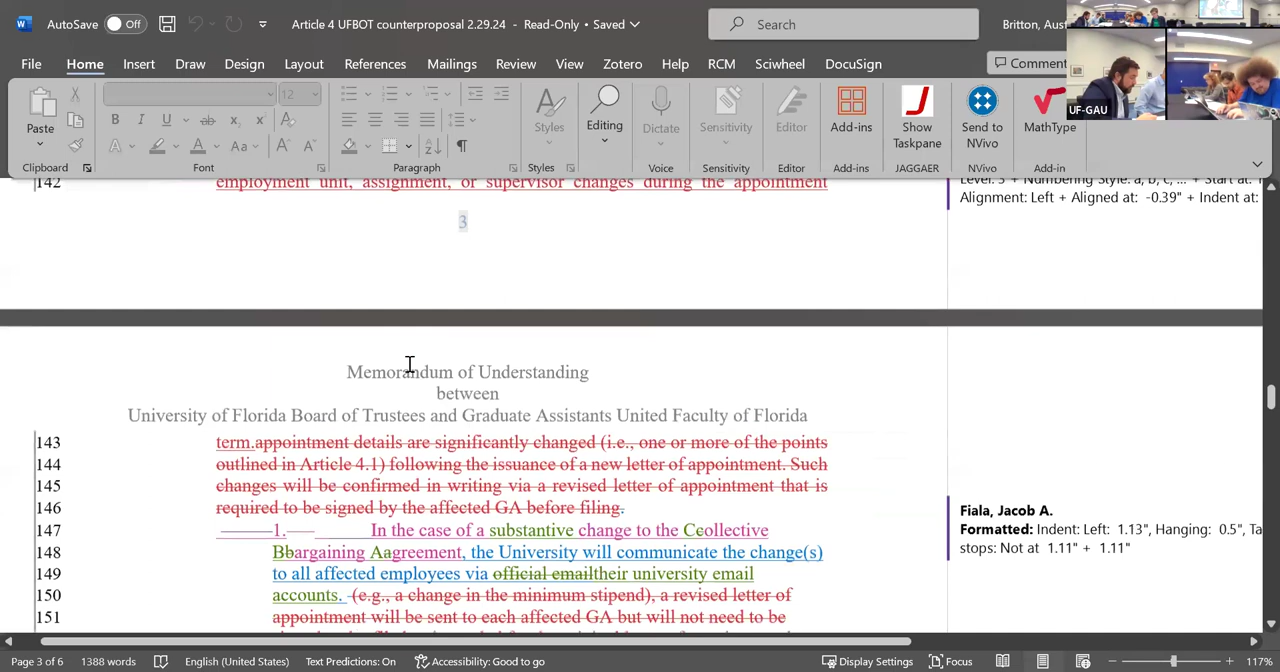 AutoSave Off Article 4 UFBOT counterproposal 2.29.24 - Read-Only • Saved Search Britton, Aus
File Home Insert Draw Design Layout References Mailings Review View Zotero Help RCM Sciwheel DocuSign Comment
UF-GAU
12
Paste Styles Editing Dictate Sensitivity Editor Add-ins Show Taskpane Send to NVivo MathType
Clipboard Font Paragraph Styles Voice Sensitivity Editor Add-ins JAGGAER NVivo Add-in
142 employment unit, assignment, or supervisor changes during the appointment
Level: 3 + Numbering Style: a, b, c, ... + Start at: 1
Alignment: Left + Aligned at: -0.39" + Indent at:
3
Memorandum of Understanding
between
University of Florida Board of Trustees and Graduate Assistants United Faculty of Florida
143 term.appointment details are significantly changed (i.e., one or more of the points
144 outlined in Article 4.1) following the issuance of a new letter of appointment. Such
145 changes will be confirmed in writing via a revised letter of appointment that is
146 required to be signed by the affected GA before filing.
147 1. In the case of a substantive change to the Ccollective
148 Bbargaining Aagreement, the University will communicate the change(s)
149 to all affected employees via official emailtheir university email
150 accounts. (e.g., a change in the minimum stipend), a revised letter of
151 appointment will be sent to each affected GA but will not need to be
Fiala, Jacob A.
Formatted: Indent: Left: 1.13", Hanging: 0.5", Ta
stops: Not at 1.11" + 1.11"
Page 3 of 6 1388 words English (United States) Text Predictions: On Accessibility: Good to go Display Settings Focus 117%